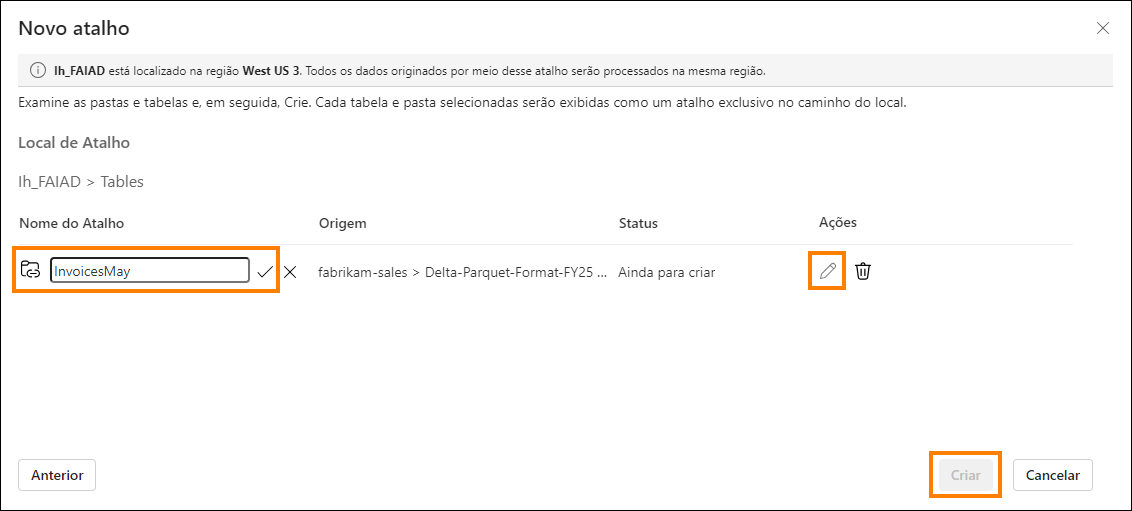 Novo atalho
lh_FAIAD está localizado na região West US 3. Todos os dados originados por meio desse atalho serão processados na mesma região.
Examine as pastas e tabelas e, em seguida, Crie. Cada tabela e pasta selecionadas serão exibidas como um atalho exclusivo no caminho do local.
Local de Atalho
lh_FAIAD > Tables
Nome do Atalho Origem Status Ações
InvoicesMay fabrikam-sales > Delta-Parquet-Format-FY25 ... Ainda para criar
Anterior Criar Cancelar